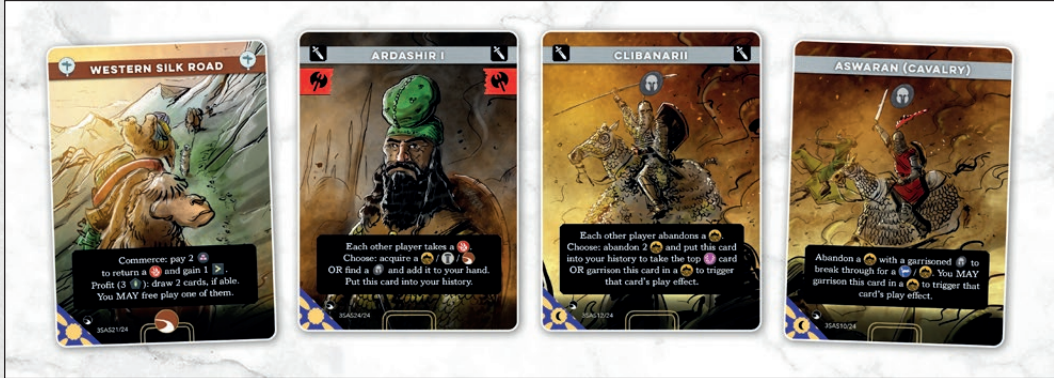 WESTERN SILK ROAD
Commerce: pay 2
to return a and gain 1 .
Profit (3 ): draw 2 cards, if able.
You MAY free play one of them.
3SAS21/24
ARDASHIR I
Each other player takes a .
Choose: acquire a / /
OR find a and add it to your hand.
Put this card into your history.
3SAS24/24
CLIBANARII
Each other player abandons a .
Choose: abandon 2 and put this card
into your history to take the top card
OR garrison this card in a to trigger
that card's play effect.
3SAS12/24
ASWARAN (CAVALRY)
Abandon a with a garrisoned to
break through for a / . You MAY
garrison this card in a to trigger that
card's play effect.
3SAS10/24